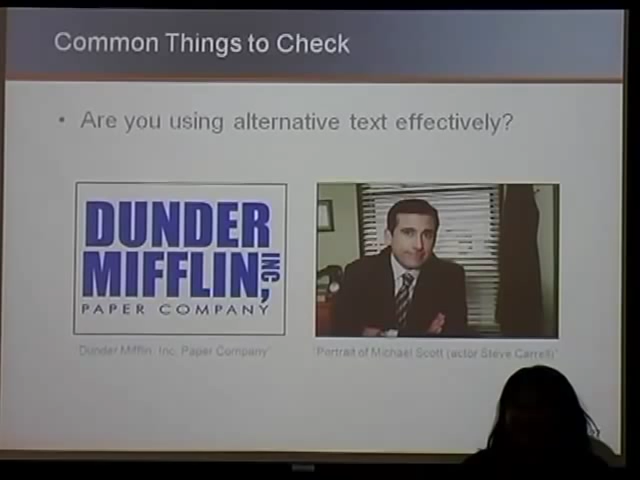 Common Things to Check
• Are you using alternative text effectively?
DUNDER
MIFFLIN, INC
PAPER COMPANY
Dunder Mifflin, Inc. Paper Company"
Portrait of Michael Scott (actor Steve Carrell)"